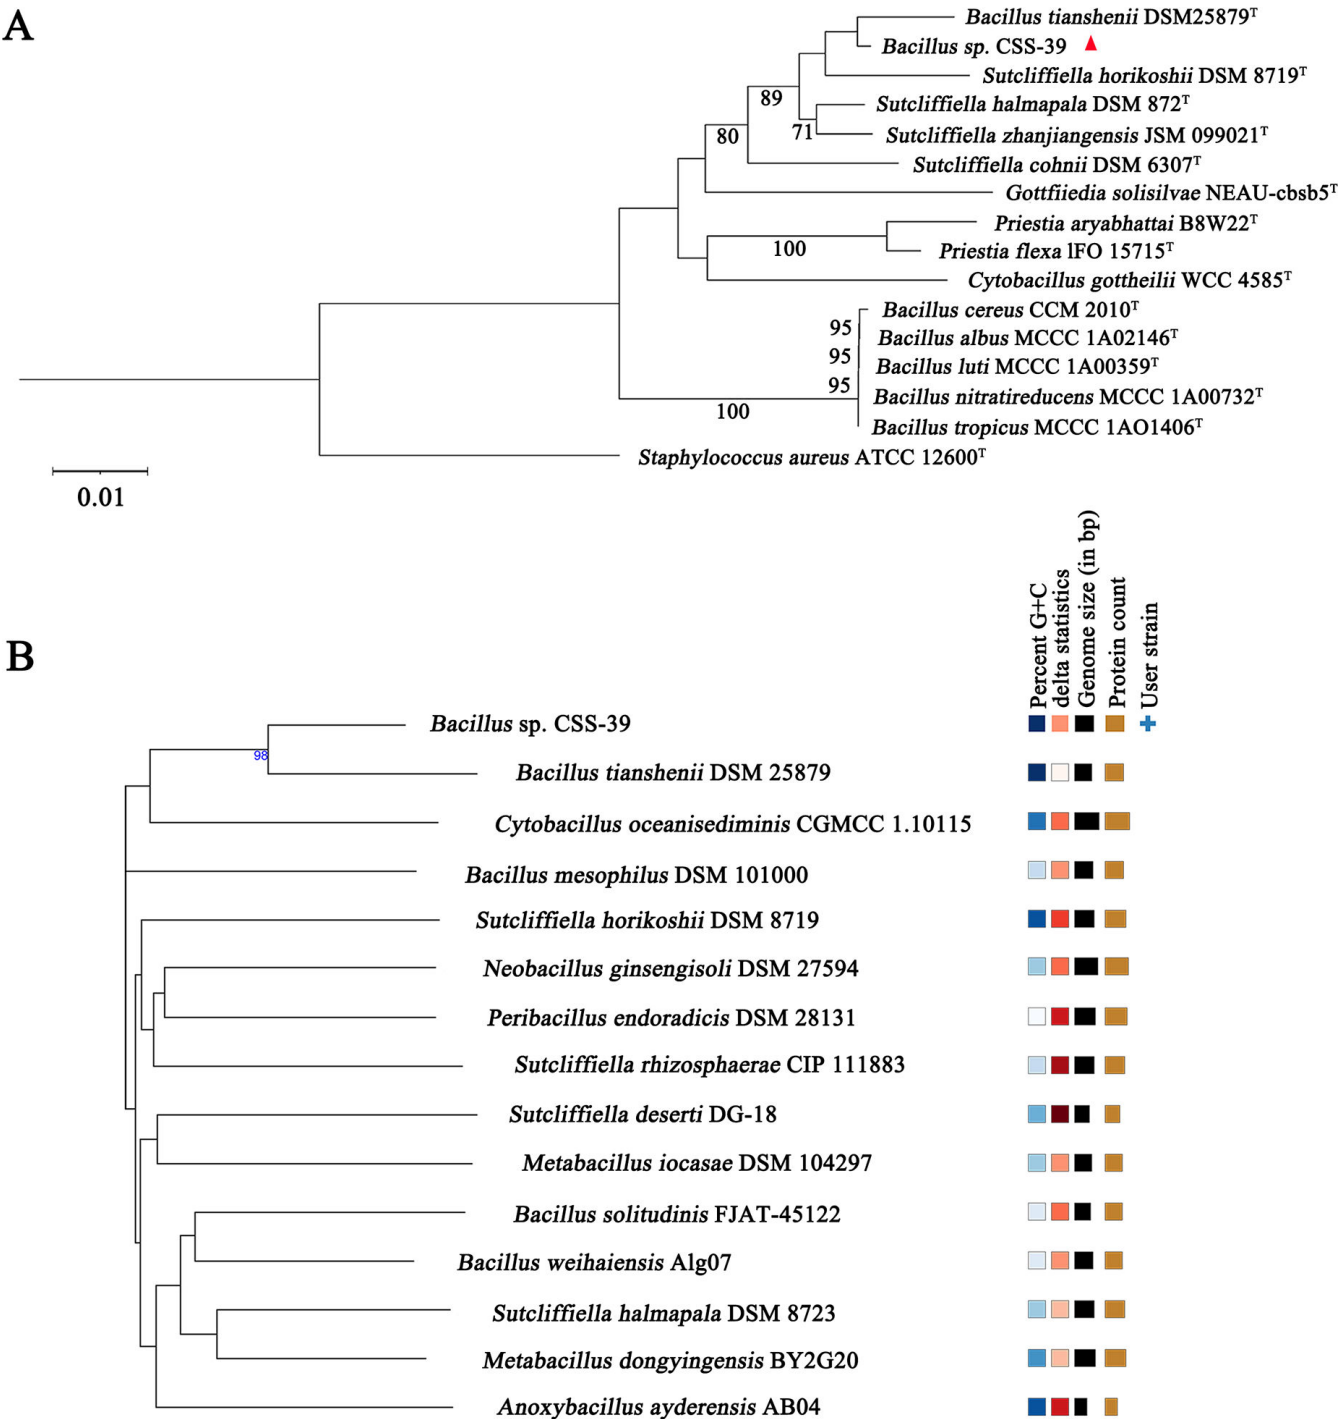 A
Bacillus tianshenii DSM25879ᵀ
Bacillus sp. CSS-39
Sutcliffiella horikoshii DSM 8719ᵀ
89
Sutcliffiella halmapala DSM 872ᵀ
71
80
Sutcliffiella zhanjiangensis JSM 099021ᵀ
Sutcliffiella cohnii DSM 6307ᵀ
Gottfiiedia solisilvae NEAU-cbsb5ᵀ
Priestia aryabhattai B8W22ᵀ
100
Priestia flexa lFO 15715ᵀ
Cytobacillus gottheilii WCC 4585ᵀ
Bacillus cereus CCM 2010ᵀ
95
Bacillus albus MCCC 1A02146ᵀ
95
Bacillus luti MCCC 1A00359ᵀ
95
Bacillus nitratireducens MCCC 1A00732ᵀ
100
Bacillus tropicus MCCC 1AO1406ᵀ
Staphylococcus aureus ATCC 12600ᵀ
0.01
B
Percent G+C
delta statistics
Genome size (in bp)
Protein count
User strain
Bacillus sp. CSS-39
98
Bacillus tianshenii DSM 25879
Cytobacillus oceanisediminis CGMCC 1.10115
Bacillus mesophilus DSM 101000
Sutcliffiella horikoshii DSM 8719
Neobacillus ginsengisoli DSM 27594
Peribacillus endoradicis DSM 28131
Sutcliffiella rhizosphaerae CIP 111883
Sutcliffiella deserti DG-18
Metabacillus iocasae DSM 104297
Bacillus solitudinis FJAT-45122
Bacillus weihaiensis Alg07
Sutcliffiella halmapala DSM 8723
Metabacillus dongyingensis BY2G20
Anoxybacillus ayderensis AB04